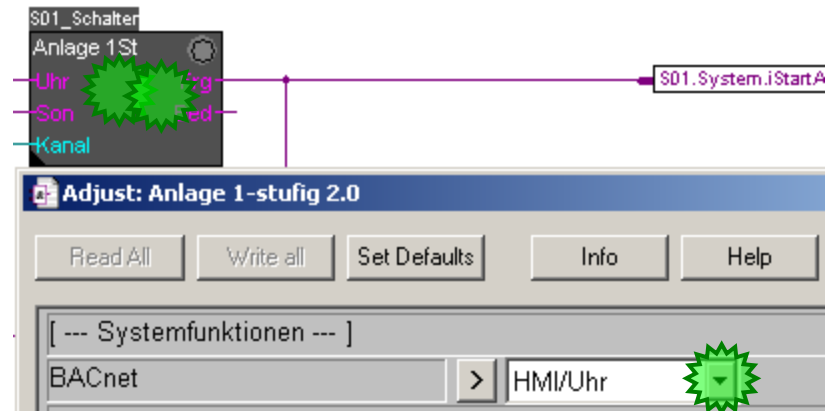 S01_Schalter
Anlage 1St
Uhr
Son
Kanal
S01.System.iStartA
Adjust: Anlage 1-stufig 2.0
Read All Write all Set Defaults Info Help
[ --- Systemfunktionen --- ]
BACnet > HMI/Uhr